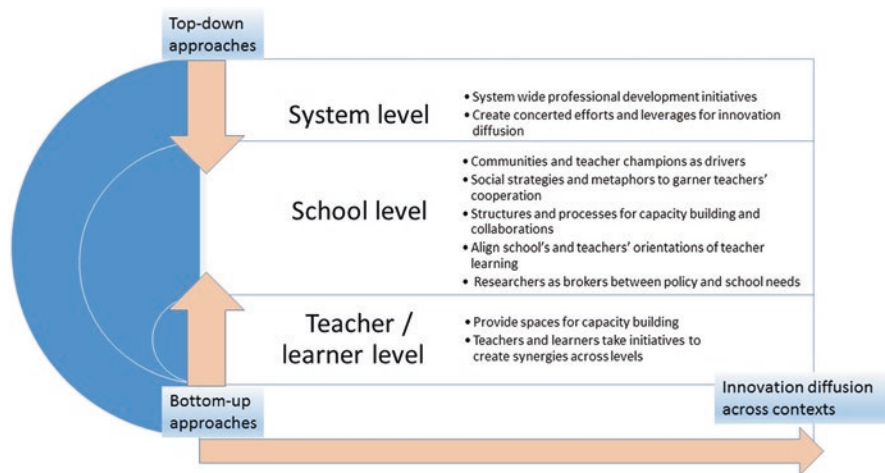 Top-down
approaches
System level
• System wide professional development initiatives
• Create concerted efforts and leverages for innovation
diffusion
School level
• Communities and teacher champions as drivers
• Social strategies and metaphors to garner teachers'
cooperation
• Structures and processes for capacity building and
collaborations
• Align school's and teachers' orientations of teacher
learning
• Researchers as brokers between policy and school needs
Teacher /
learner level
• Provide spaces for capacity building
• Teachers and learners take initiatives to
create synergies across levels
Bottom-up
approaches
Innovation diffusion
across contexts